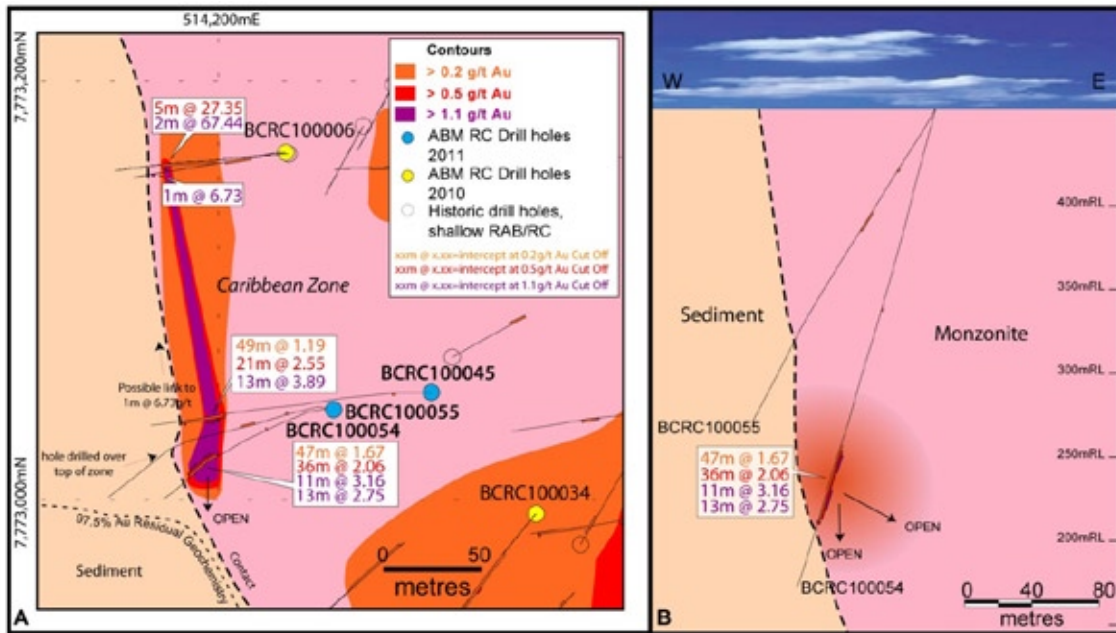 514,200mE
7,773,200mN
7,773,000mN
Contours
> 0.2 g/t Au
> 0.5 g/t Au
> 1.1 g/t Au
ABM RC Drill holes
2011
ABM RC Drill holes
2010
Historic drill holes,
shallow RAB/RC
xxm @ x.xx=intercept at 0.2g/t Au Cut Off
xxm @ x.xx=intercept at 0.5g/t Au Cut Off
xxm @ x.xx=intercept at 1.1g/t Au Cut Off
5m @ 27.35
2m @ 67.44
BCRC100006
1m @ 6.73
Caribbean Zone
49m @ 1.19
21m @ 2.55
13m @ 3.89
Possible link to
1m @ 6.73g/t
BCRC100045
BCRC100055
BCRC100054
hole drilled over
top of zone
47m @ 1.67
36m @ 2.06
11m @ 3.16
13m @ 2.75
BCRC100034
OPEN
97.5% Au Residual Geochemistry
Contact
Sediment
0 50
metres
A
W E
400mRL
350mRL
Sediment
Monzonite
300mRL
BCRC100055
250mRL
47m @ 1.67
36m @ 2.06
11m @ 3.16
13m @ 2.75
OPEN
OPEN
200mRL
BCRC100054
0 40 80
metres
B